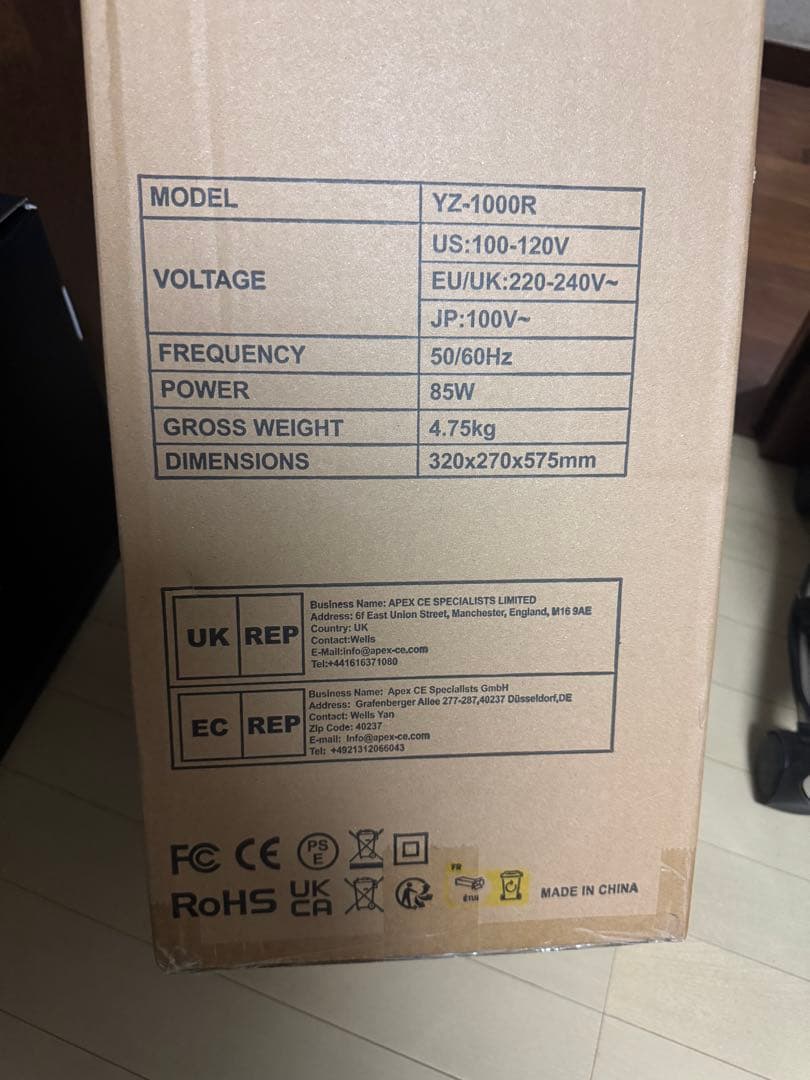 MODEL YZ-1000R
VOLTAGE US:100-120V
EU/UK:220-240V~
JP:100V~
FREQUENCY 50/60Hz
POWER 85W
GROSS WEIGHT 4.75kg
DIMENSIONS 320x270x575mm
UK REP
Business Name: APEX CE SPECIALISTS LIMITED
Address: 6f East Union Street, Manchester, England, M16 9AE
Country: UK
Contact:Wells
E-Mail:info@apex-ce.com
Tel:+441616371080
EC REP
Business Name: Apex CE Specialists GmbH
Address: Grafenberger Allee 277-287,40237 Düsseldorf,DE
Contact: Wells Yan
Zip Code: 40237
E-mail: Info@apex-ce.com
Tel: +4921312066043
FC CE PS E
RoHS UK CA FR ÉTUI MADE IN CHINA